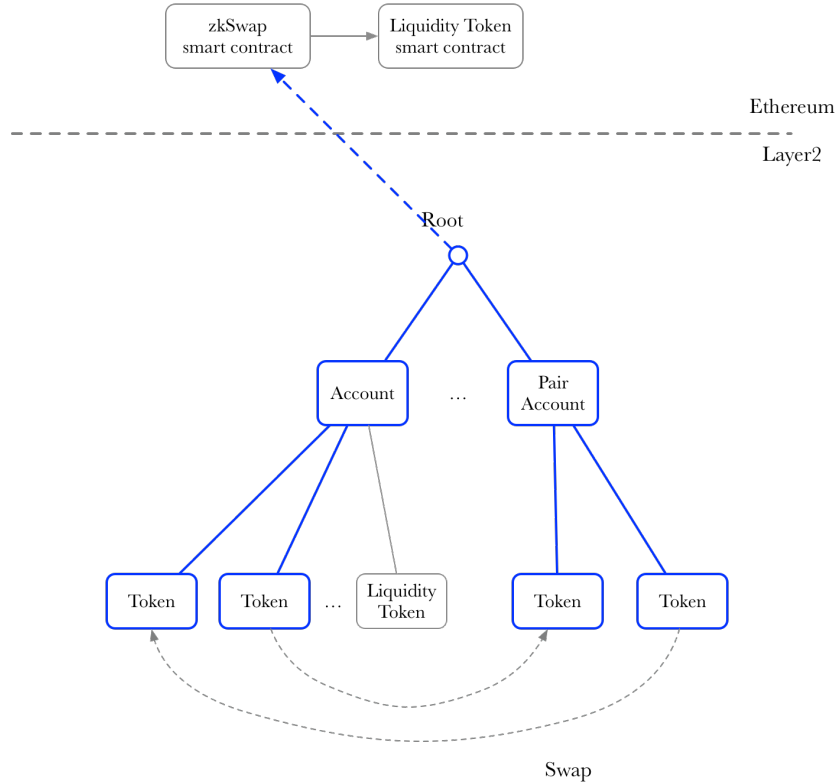 zkSwap
smart contract
Liquidity Token
smart contract
Ethereum
Layer2
Root
Account
...
Pair
Account
Token
Token
...
Liquidity
Token
Token
Token
Swap